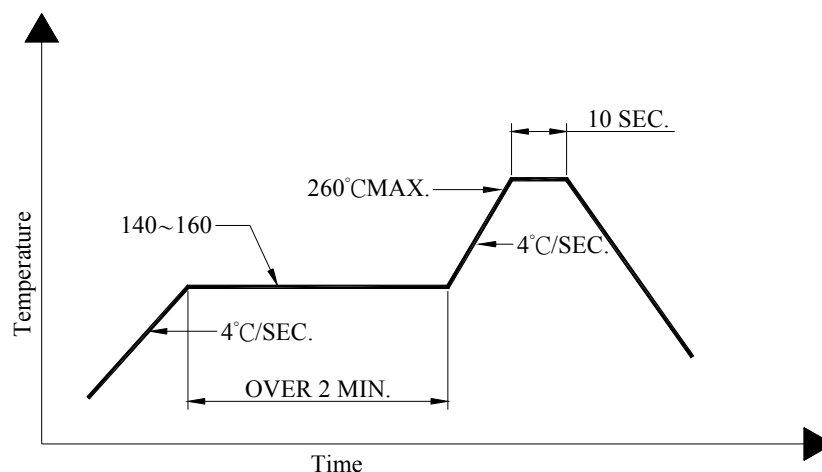 10 SEC.
260℃MAX.
140~160
4℃/SEC.
4℃/SEC.
OVER 2 MIN.
Temperature
Time